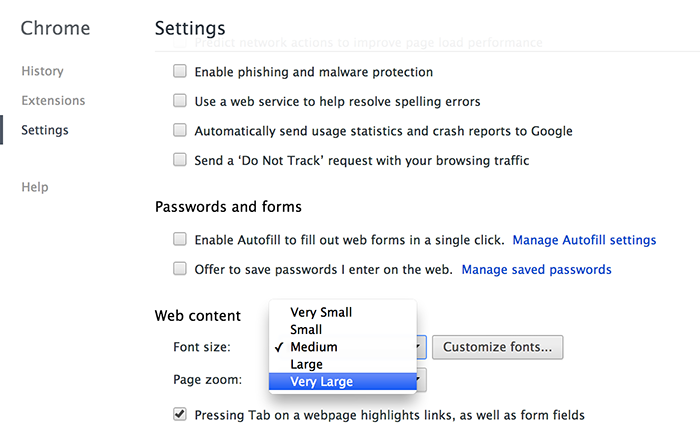 Chrome
Settings
Predict network actions to improve page load performance
History
Enable phishing and malware protection
Extensions
Use a web service to help resolve spelling errors
Settings
Automatically send usage statistics and crash reports to Google
Send a ‘Do Not Track’ request with your browsing traffic
Help
Passwords and forms
Enable Autofill to fill out web forms in a single click. Manage Autofill settings
Offer to save passwords I enter on the web. Manage saved passwords
Web content
Very Small
Small
Font size: ✓ Medium Customize fonts...
Large
Page zoom: Very Large
Pressing Tab on a webpage highlights links, as well as form fields